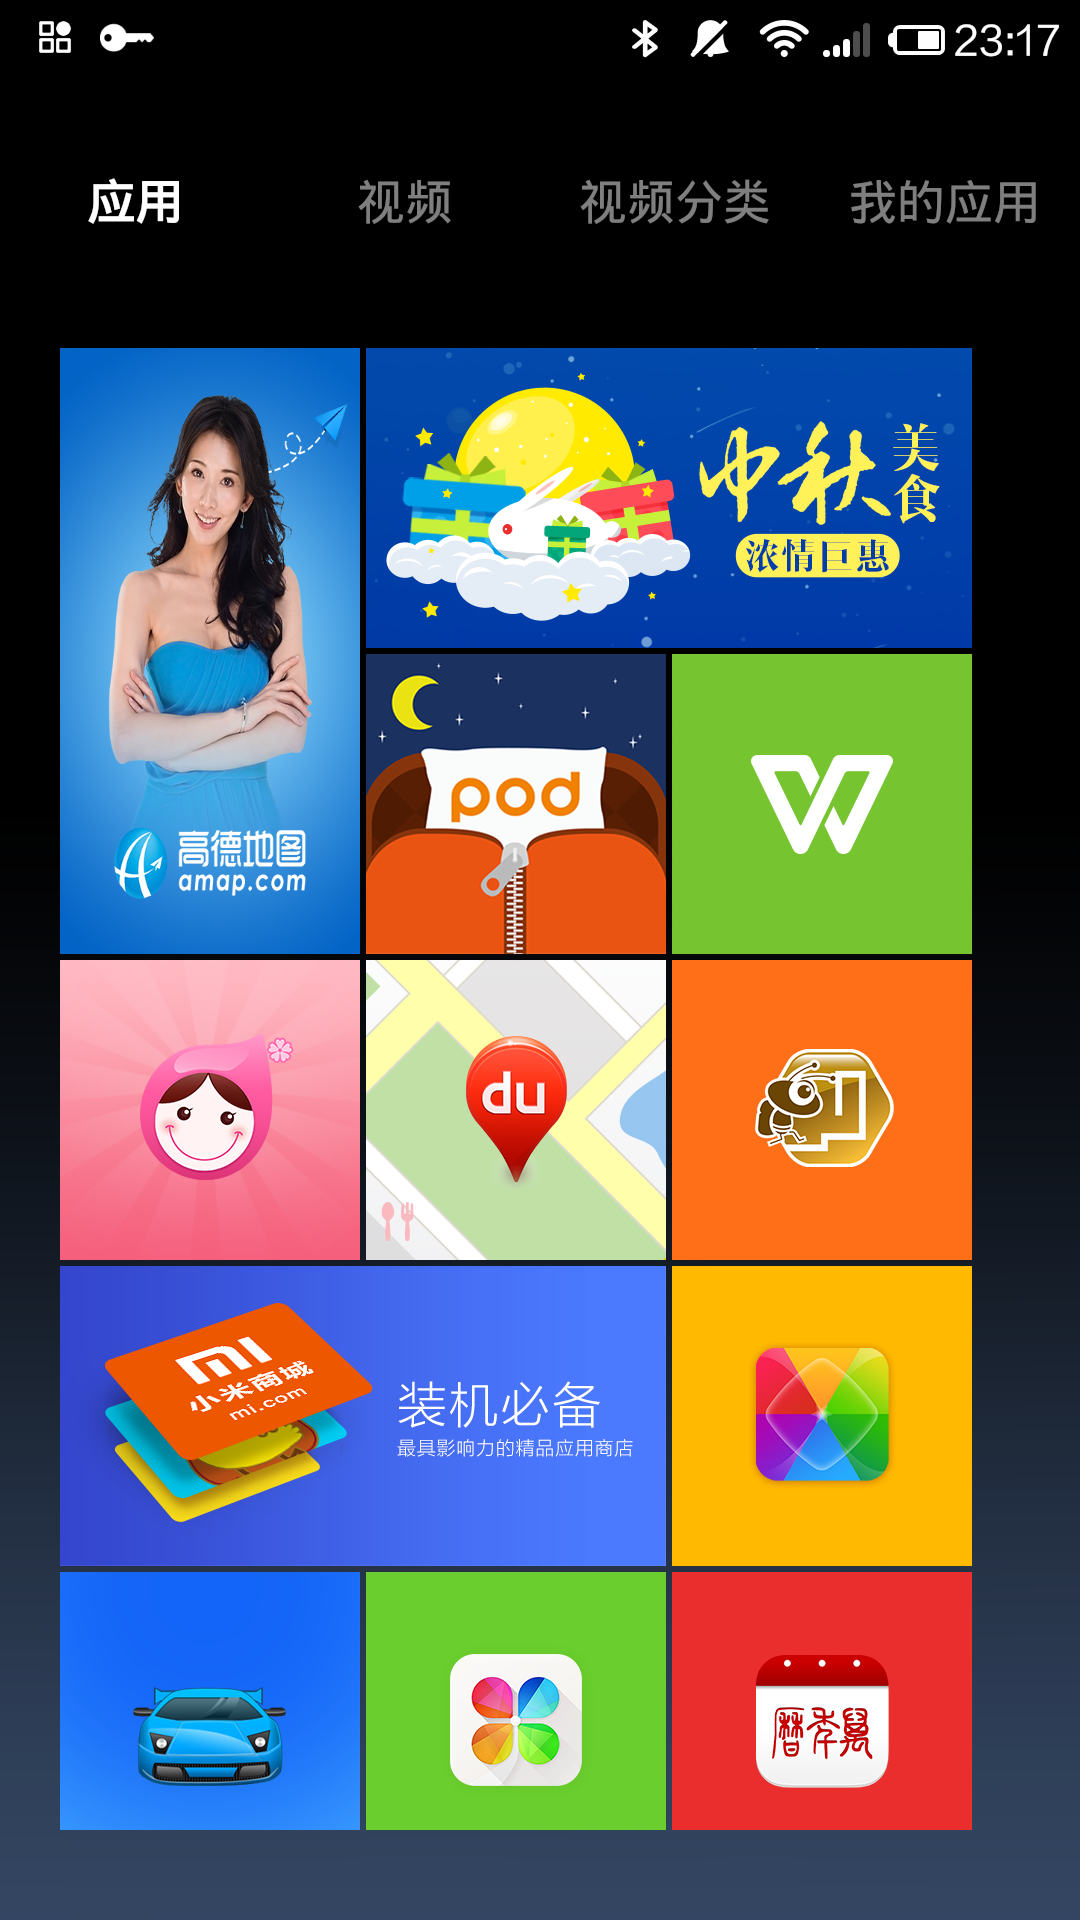 23:17
应用 视频 视频分类 我的应用
中秋
美食
浓情巨惠
高德地图
amap.com
pod
du
mi
小米商城
mi.com
装机必备
最具影响力的精品应用商店